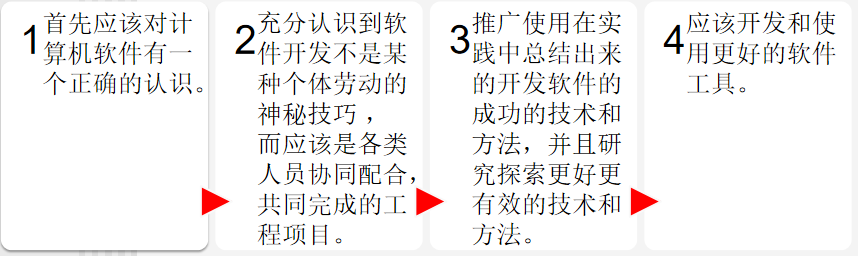 1 首先应该对计
算机软件有一
个正确的认识。
2 充分认识到软
件开发不是某
种个体劳动的
神秘技巧，
而应该是各类
人员协同配合，
共同完成的工
程项目。
3 推广使用在实
践中总结出来
的开发软件的
成功的技术和
方法，并且研
究探索更好更
有效的技术和
方法。
4 应该开发和使
用更好的软件
工具。